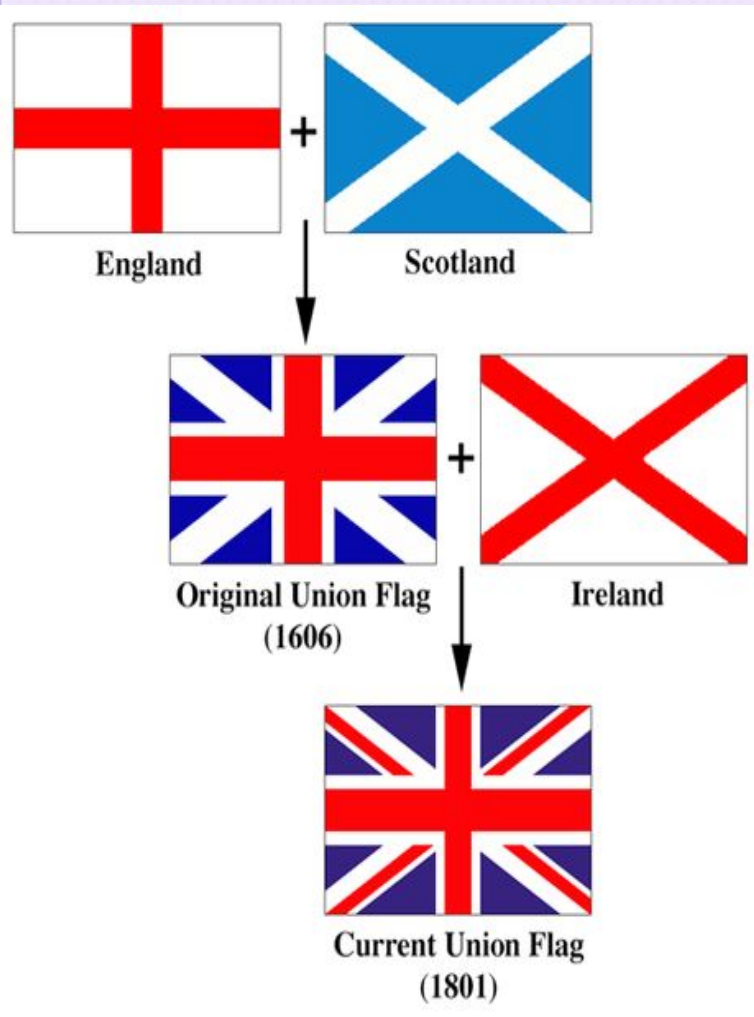 +
England
Scotland
+
Original Union Flag
(1606)
Ireland
Current Union Flag
(1801)